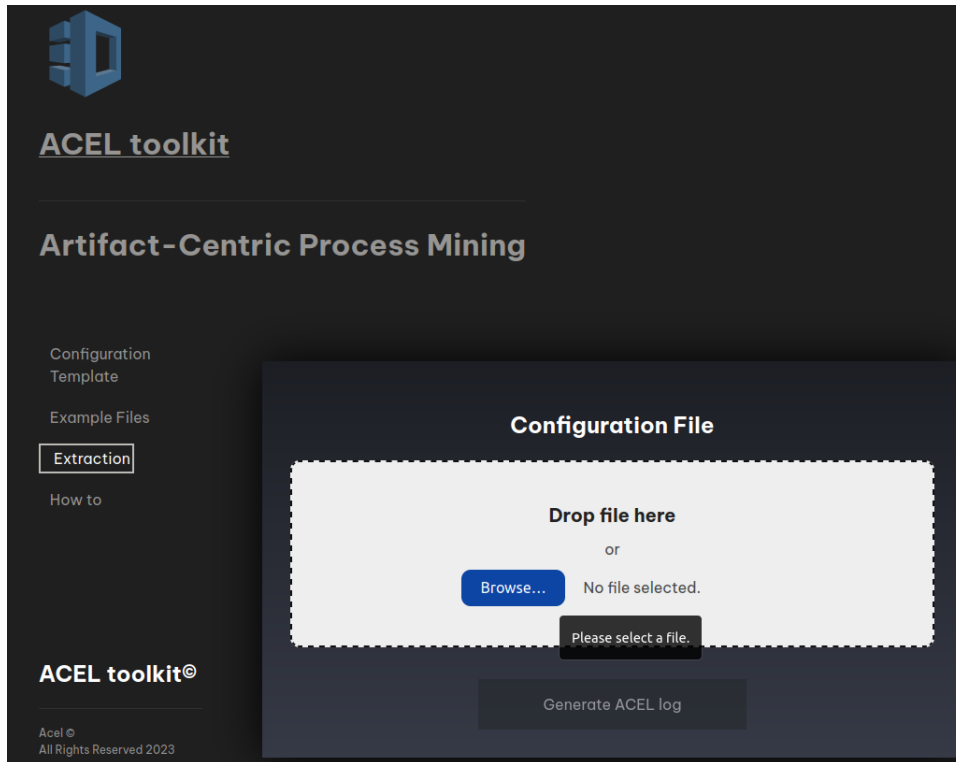 ACEL toolkit
Artifact-Centric Process Mining
Configuration
Template
Example Files
Extraction
How to
Configuration File
Drop file here
or
Browse... No file selected.
Please select a file.
Generate ACEL log
ACEL toolkit©
Acel ©
All Rights Reserved 2023